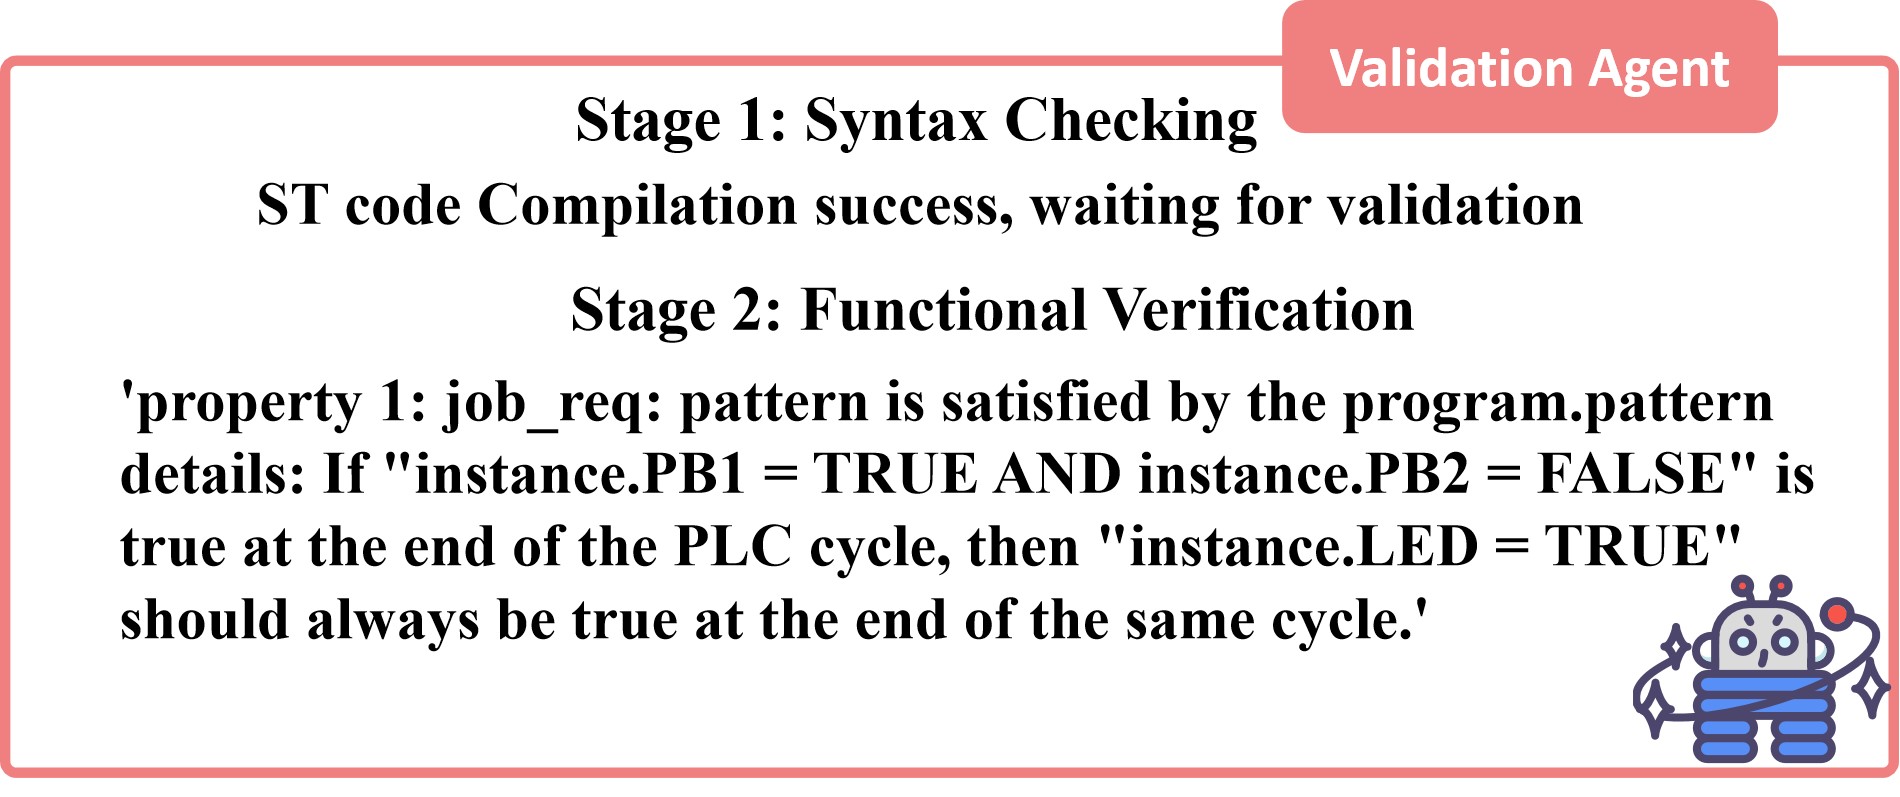 Validation Agent
Stage 1: Syntax Checking
ST code Compilation success, waiting for validation
Stage 2: Functional Verification
'property 1: job_req: pattern is satisfied by the program.pattern
details: If "instance.PB1 = TRUE AND instance.PB2 = FALSE" is
true at the end of the PLC cycle, then "instance.LED = TRUE"
should always be true at the end of the same cycle.'